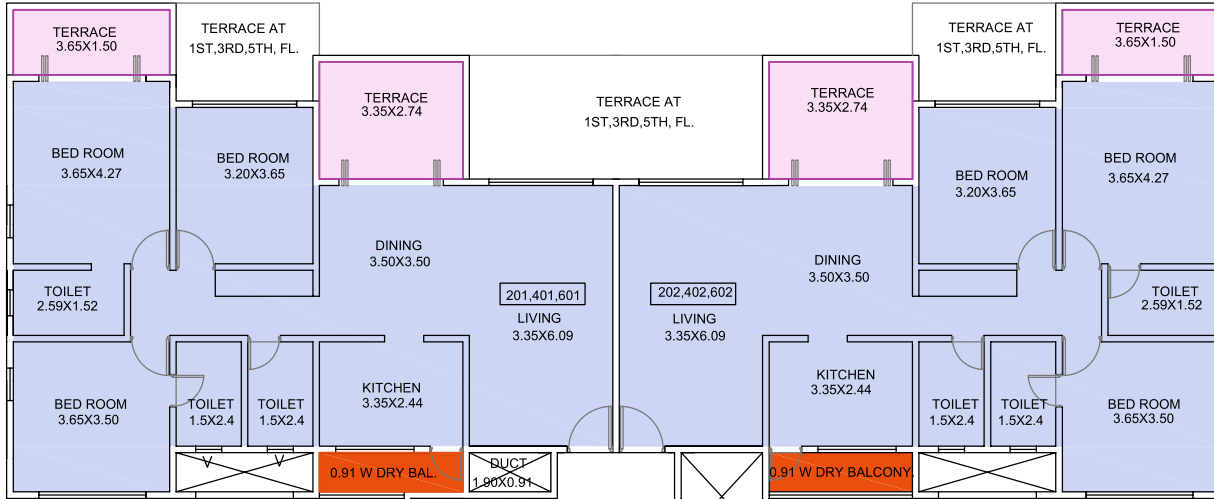 TERRACE
3.65X1.50
TERRACE AT
1ST,3RD,5TH, FL.
TERRACE
3.35X2.74
TERRACE AT
1ST,3RD,5TH, FL.
TERRACE
3.35X2.74
TERRACE AT
1ST,3RD,5TH, FL.
TERRACE
3.65X1.50
BED ROOM
3.65X4.27
BED ROOM
3.20X3.65
BED ROOM
3.20X3.65
BED ROOM
3.65X4.27
DINING
3.50X3.50
DINING
3.50X3.50
TOILET
2.59X1.52
201,401,601
LIVING
3.35X6.09
202,402,602
LIVING
3.35X6.09
TOILET
2.59X1.52
BED ROOM
3.65X3.50
TOILET
1.5X2.4
TOILET
1.5X2.4
KITCHEN
3.35X2.44
KITCHEN
3.35X2.44
TOILET
1.5X2.4
TOILET
1.5X2.4
BED ROOM
3.65X3.50
V
V
0.91 W DRY BAL.
DUCT
1.90X0.91
0.91 W DRY BALCONY.